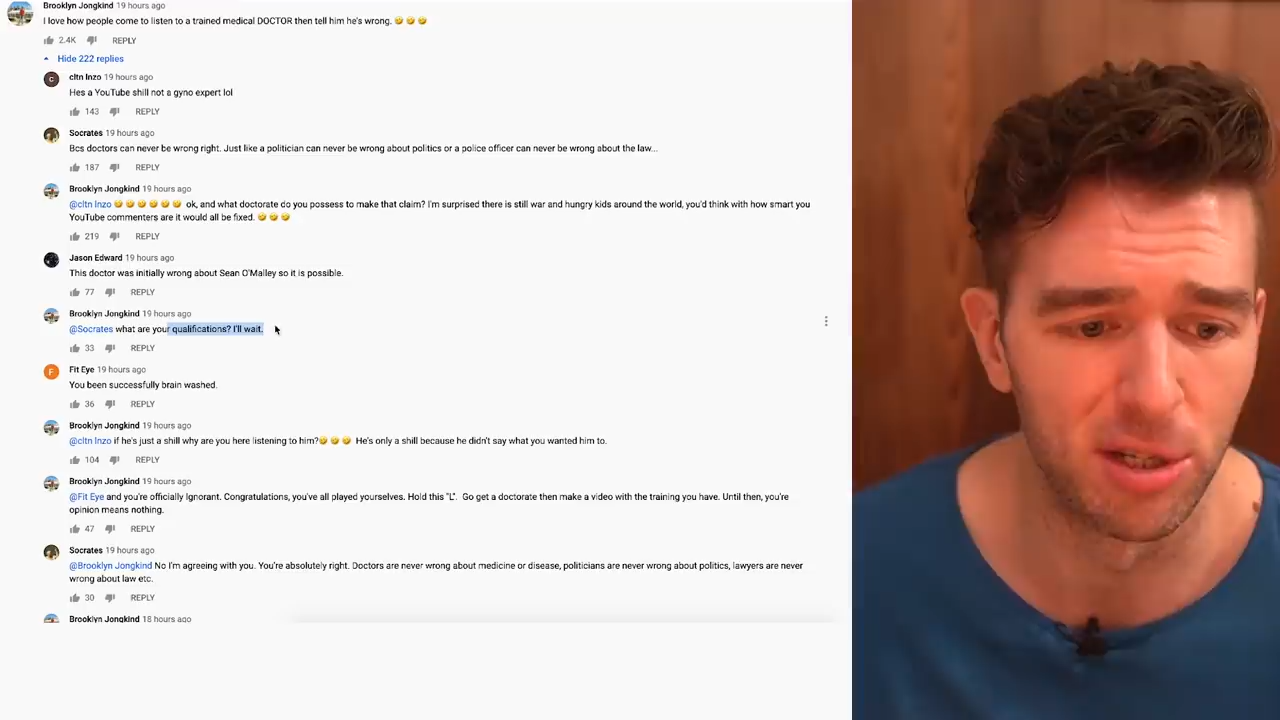 Brooklyn Jongkind 19 hours ago
I love how people come to listen to a trained medical DOCTOR then tell him he's wrong. 🤣 🤣 🤣
2.4K REPLY
Hide 222 replies
C
cltn lnzo 19 hours ago
Hes a YouTube shill not a gyno expert lol
143 REPLY
Socrates 19 hours ago
Bcs doctors can never be wrong right. Just like a politician can never be wrong about politics or a police officer can never be wrong about the law...
187 REPLY
Brooklyn Jongkind 19 hours ago
@cltn lnzo 🤣 🤣 🤣 🤣 🤣 🤣 ok, and what doctorate do you possess to make that claim? I'm surprised there is still war and hungry kids around the world, you'd think with how smart you
YouTube commenters are it would all be fixed. 🤣 🤣 🤣
219 REPLY
Jason Edward 19 hours ago
This doctor was initially wrong about Sean O'Malley so it is possible.
77 REPLY
Brooklyn Jongkind 19 hours ago
@Socrates what are your qualifications? I'll wait.
33 REPLY
F
Fit Eye 19 hours ago
You been successfully brain washed.
36 REPLY
Brooklyn Jongkind 19 hours ago
@cltn lnzo if he's just a shill why are you here listening to him?🤣 🤣 🤣 He's only a shill because he didn't say what you wanted him to.
104 REPLY
Brooklyn Jongkind 19 hours ago
@Fit Eye and you're officially Ignorant. Congratulations, you've all played yourselves. Hold this "L". Go get a doctorate then make a video with the training you have. Until then, you're
opinion means nothing.
47 REPLY
Socrates 19 hours ago
@Brooklyn Jongkind No I'm agreeing with you. You're absolutely right. Doctors are never wrong about medicine or disease, politicians are never wrong about politics, lawyers are never
wrong about law etc.
30 REPLY
Brooklyn Jongkind 18 hours ago